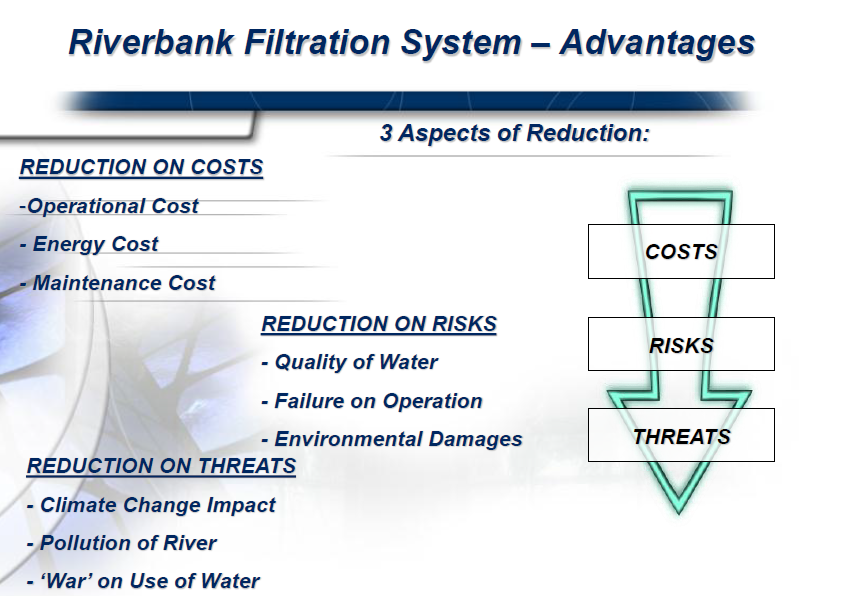 Riverbank Filtration System – Advantages
3 Aspects of Reduction:
REDUCTION ON COSTS
-Operational Cost
- Energy Cost
- Maintenance Cost
REDUCTION ON RISKS
- Quality of Water
- Failure on Operation
- Environmental Damages
REDUCTION ON THREATS
- Climate Change Impact
- Pollution of River
- ‘War’ on Use of Water
COSTS
RISKS
THREATS